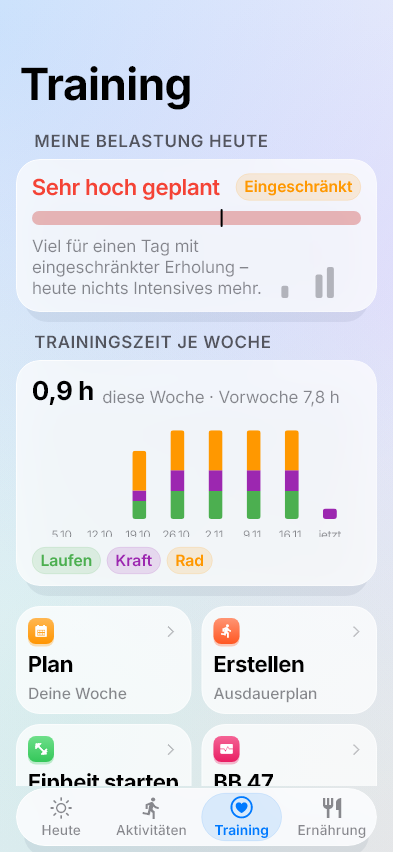 Training
MEINE BELASTUNG HEUTE
Sehr hoch geplant
Eingeschränkt
Viel für einen Tag mit
eingeschränkter Erholung –
heute nichts Intensives mehr.
TRAININGSZEIT JE WOCHE
0,9 h diese Woche · Vorwoche 7,8 h
5.10 12.10 19.10 26.10 2.11 9.11 16.11 jetzt
Laufen Kraft Rad
Plan
Deine Woche
Erstellen
Ausdauerplan
Einheit starten
BB 47
Heute Aktivitäten Training Ernährung